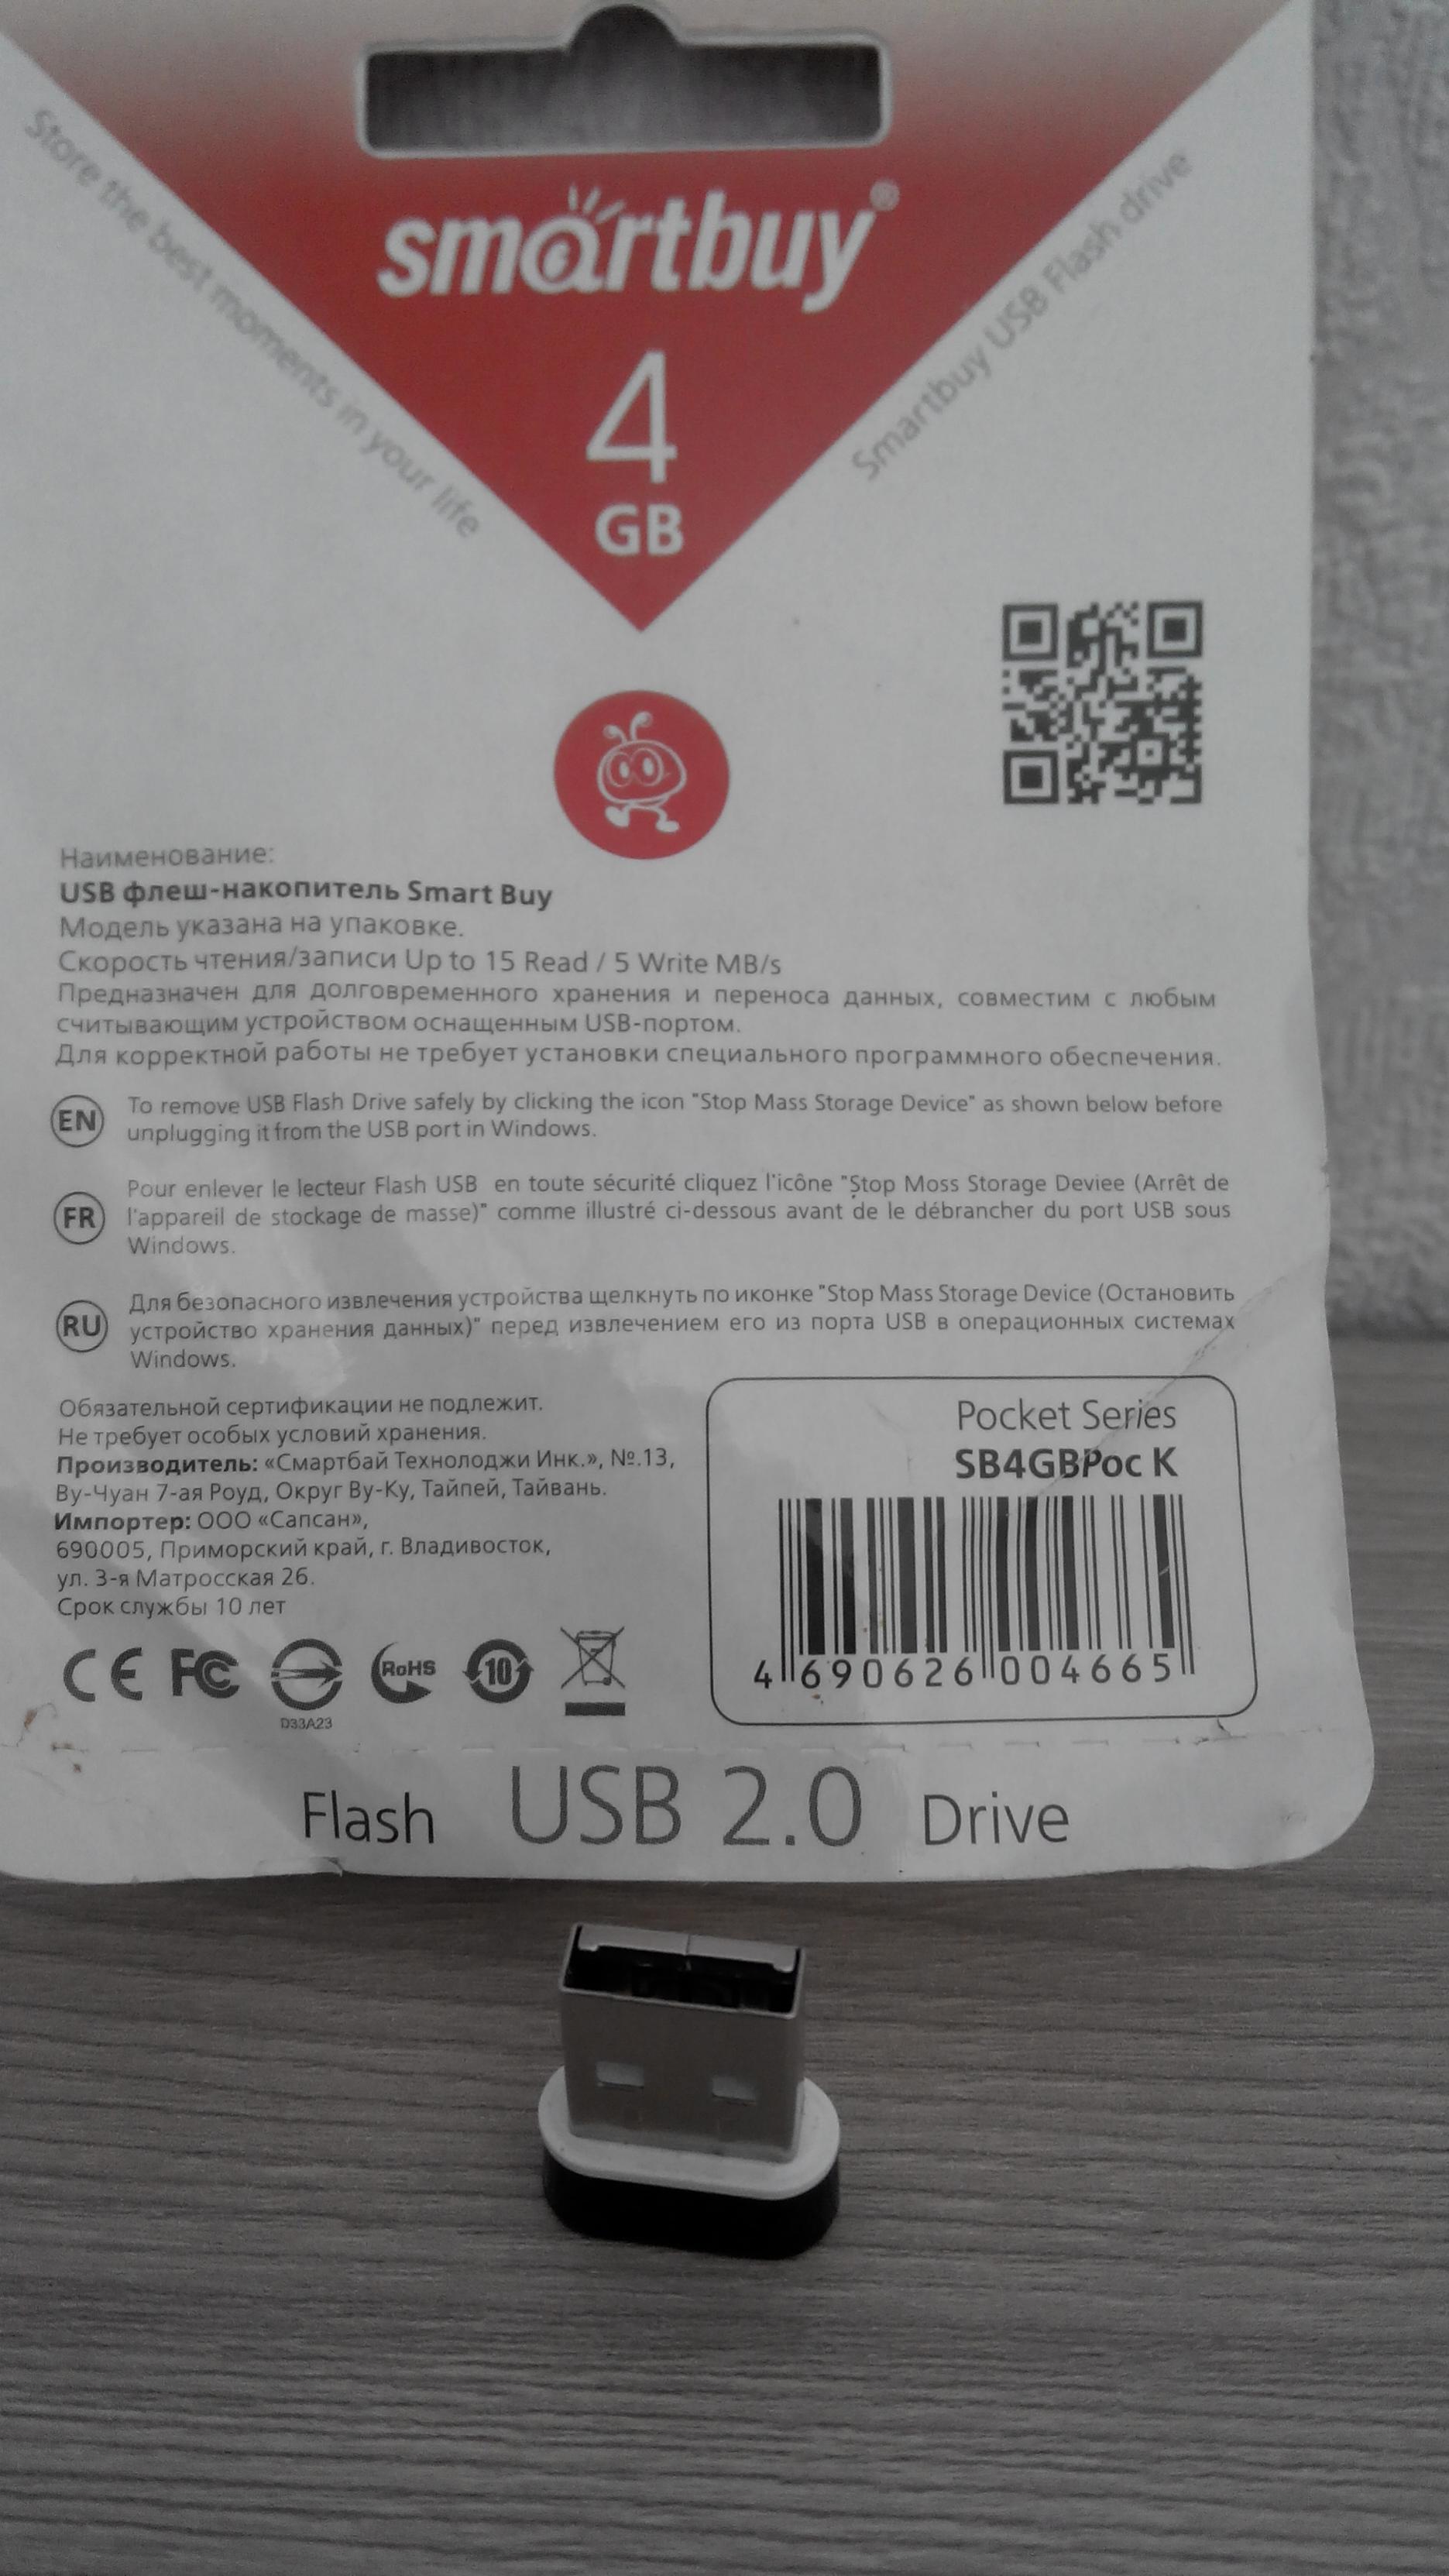 smartbuy®
4
GB
Store the best moments in your life
Smartbuy USB Flash drive
Наименование:
USB флеш-накопитель Smart Buy
Модель указана на упаковке.
Скорость чтения/записи Up to 15 Read / 5 Write MB/s
Предназначен для долговременного хранения и переноса данных, совместим с любым
считывающим устройством оснащенным USB-портом.
Для корректной работы не требует установки специального программного обеспечения.
EN
To remove USB Flash Drive safely by clicking the icon "Stop Mass Storage Device" as shown below before
unplugging it from the USB port in Windows.
FR
Pour enlever le lecteur Flash USB en toute sécurité cliquez l'icône "Stop Moss Storage Deviee (Arrêt de
l'appareil de stockage de masse)" comme illustré ci-dessous avant de le débrancher du port USB sous
Windows.
RU
Для безопасного извлечения устройства щелкнуть по иконке "Stop Mass Storage Device (Остановить
устройство хранения данных)" перед извлечением его из порта USB в операционных системах
Windows.
Обязательной сертификации не подлежит.
Не требует особых условий хранения.
Производитель: «Смартбай Технолоджи Инк.», №.13,
Ву-Чуан 7-ая Роуд, Округ Ву-Ку, Тайпей, Тайвань.
Импортер: ООО «Сапсан»,
690005, Приморский край, г. Владивосток,
ул. 3-я Матросская 26.
Срок службы 10 лет
CE FC RoHS 10
D33A23
Pocket Series
SB4GBPoc K
4 690626 004665
Flash USB 2.0 Drive